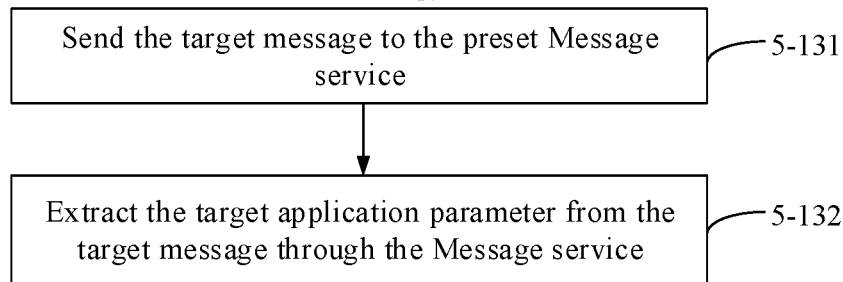 Send the target message to the preset Message
service
5-131
Extract the target application parameter from the
target message through the Message service
5-132